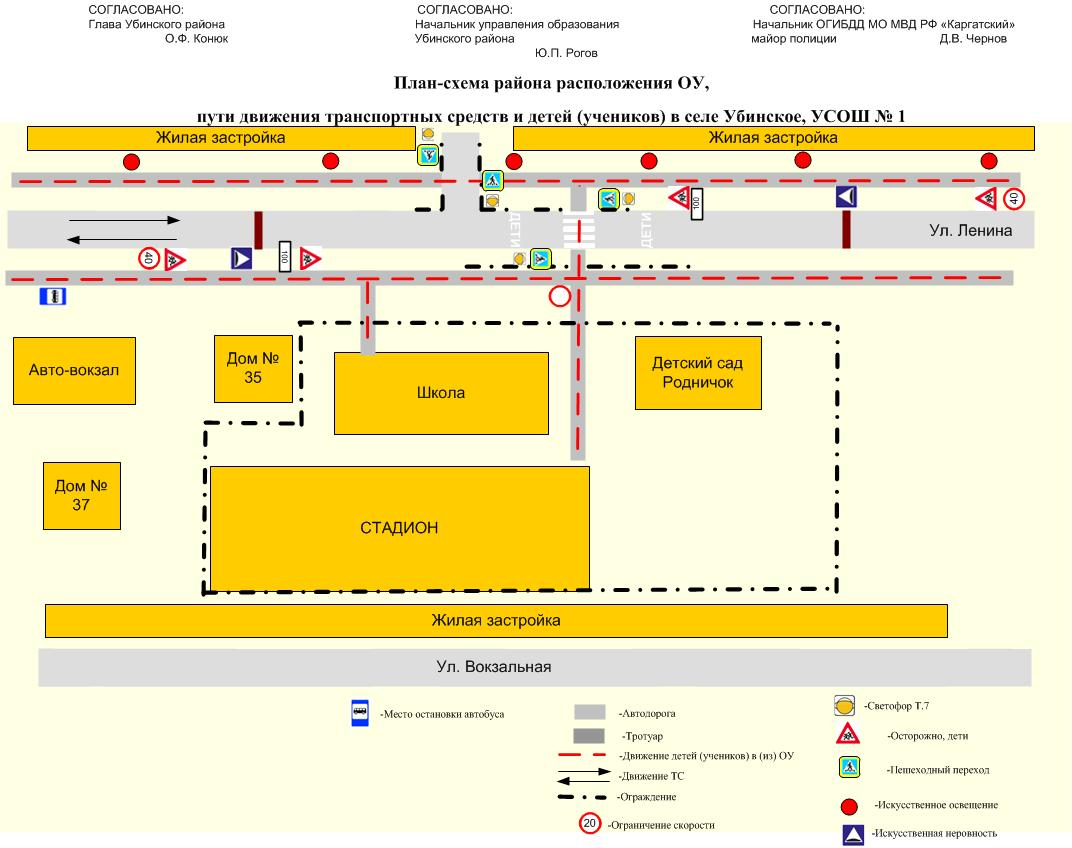 СОГЛАСОВАНО:
Глава Убинского района
О.Ф. Конюк
СОГЛАСОВАНО:
Начальник управления образования
Убинского района
Ю.П. Рогов
СОГЛАСОВАНО:
Начальник ОГИБДД МО МВД РФ «Каргатский»
майор полиции Д.В. Чернов
План-схема района расположения ОУ,
пути движения транспортных средств и детей (учеников) в селе Убинское, УСОШ № 1
Жилая застройка
Жилая застройка
100
40
ДЕТИ
ДЕТИ
Ул. Ленина
40
100
Авто-вокзал
Дом №
35
Школа
Детский сад
Родничок
Дом №
37
СТАДИОН
Жилая застройка
Ул. Вокзальная
-Место остановки автобуса
-Автодорога
-Тротуар
-Движение детей (учеников) в (из) ОУ
-Движение ТС
-Ограждение
20 -Ограничение скорости
-Светофор Т.7
-Осторожно, дети
-Пешеходный переход
-Искусственное освещение
-Искусственная неровность